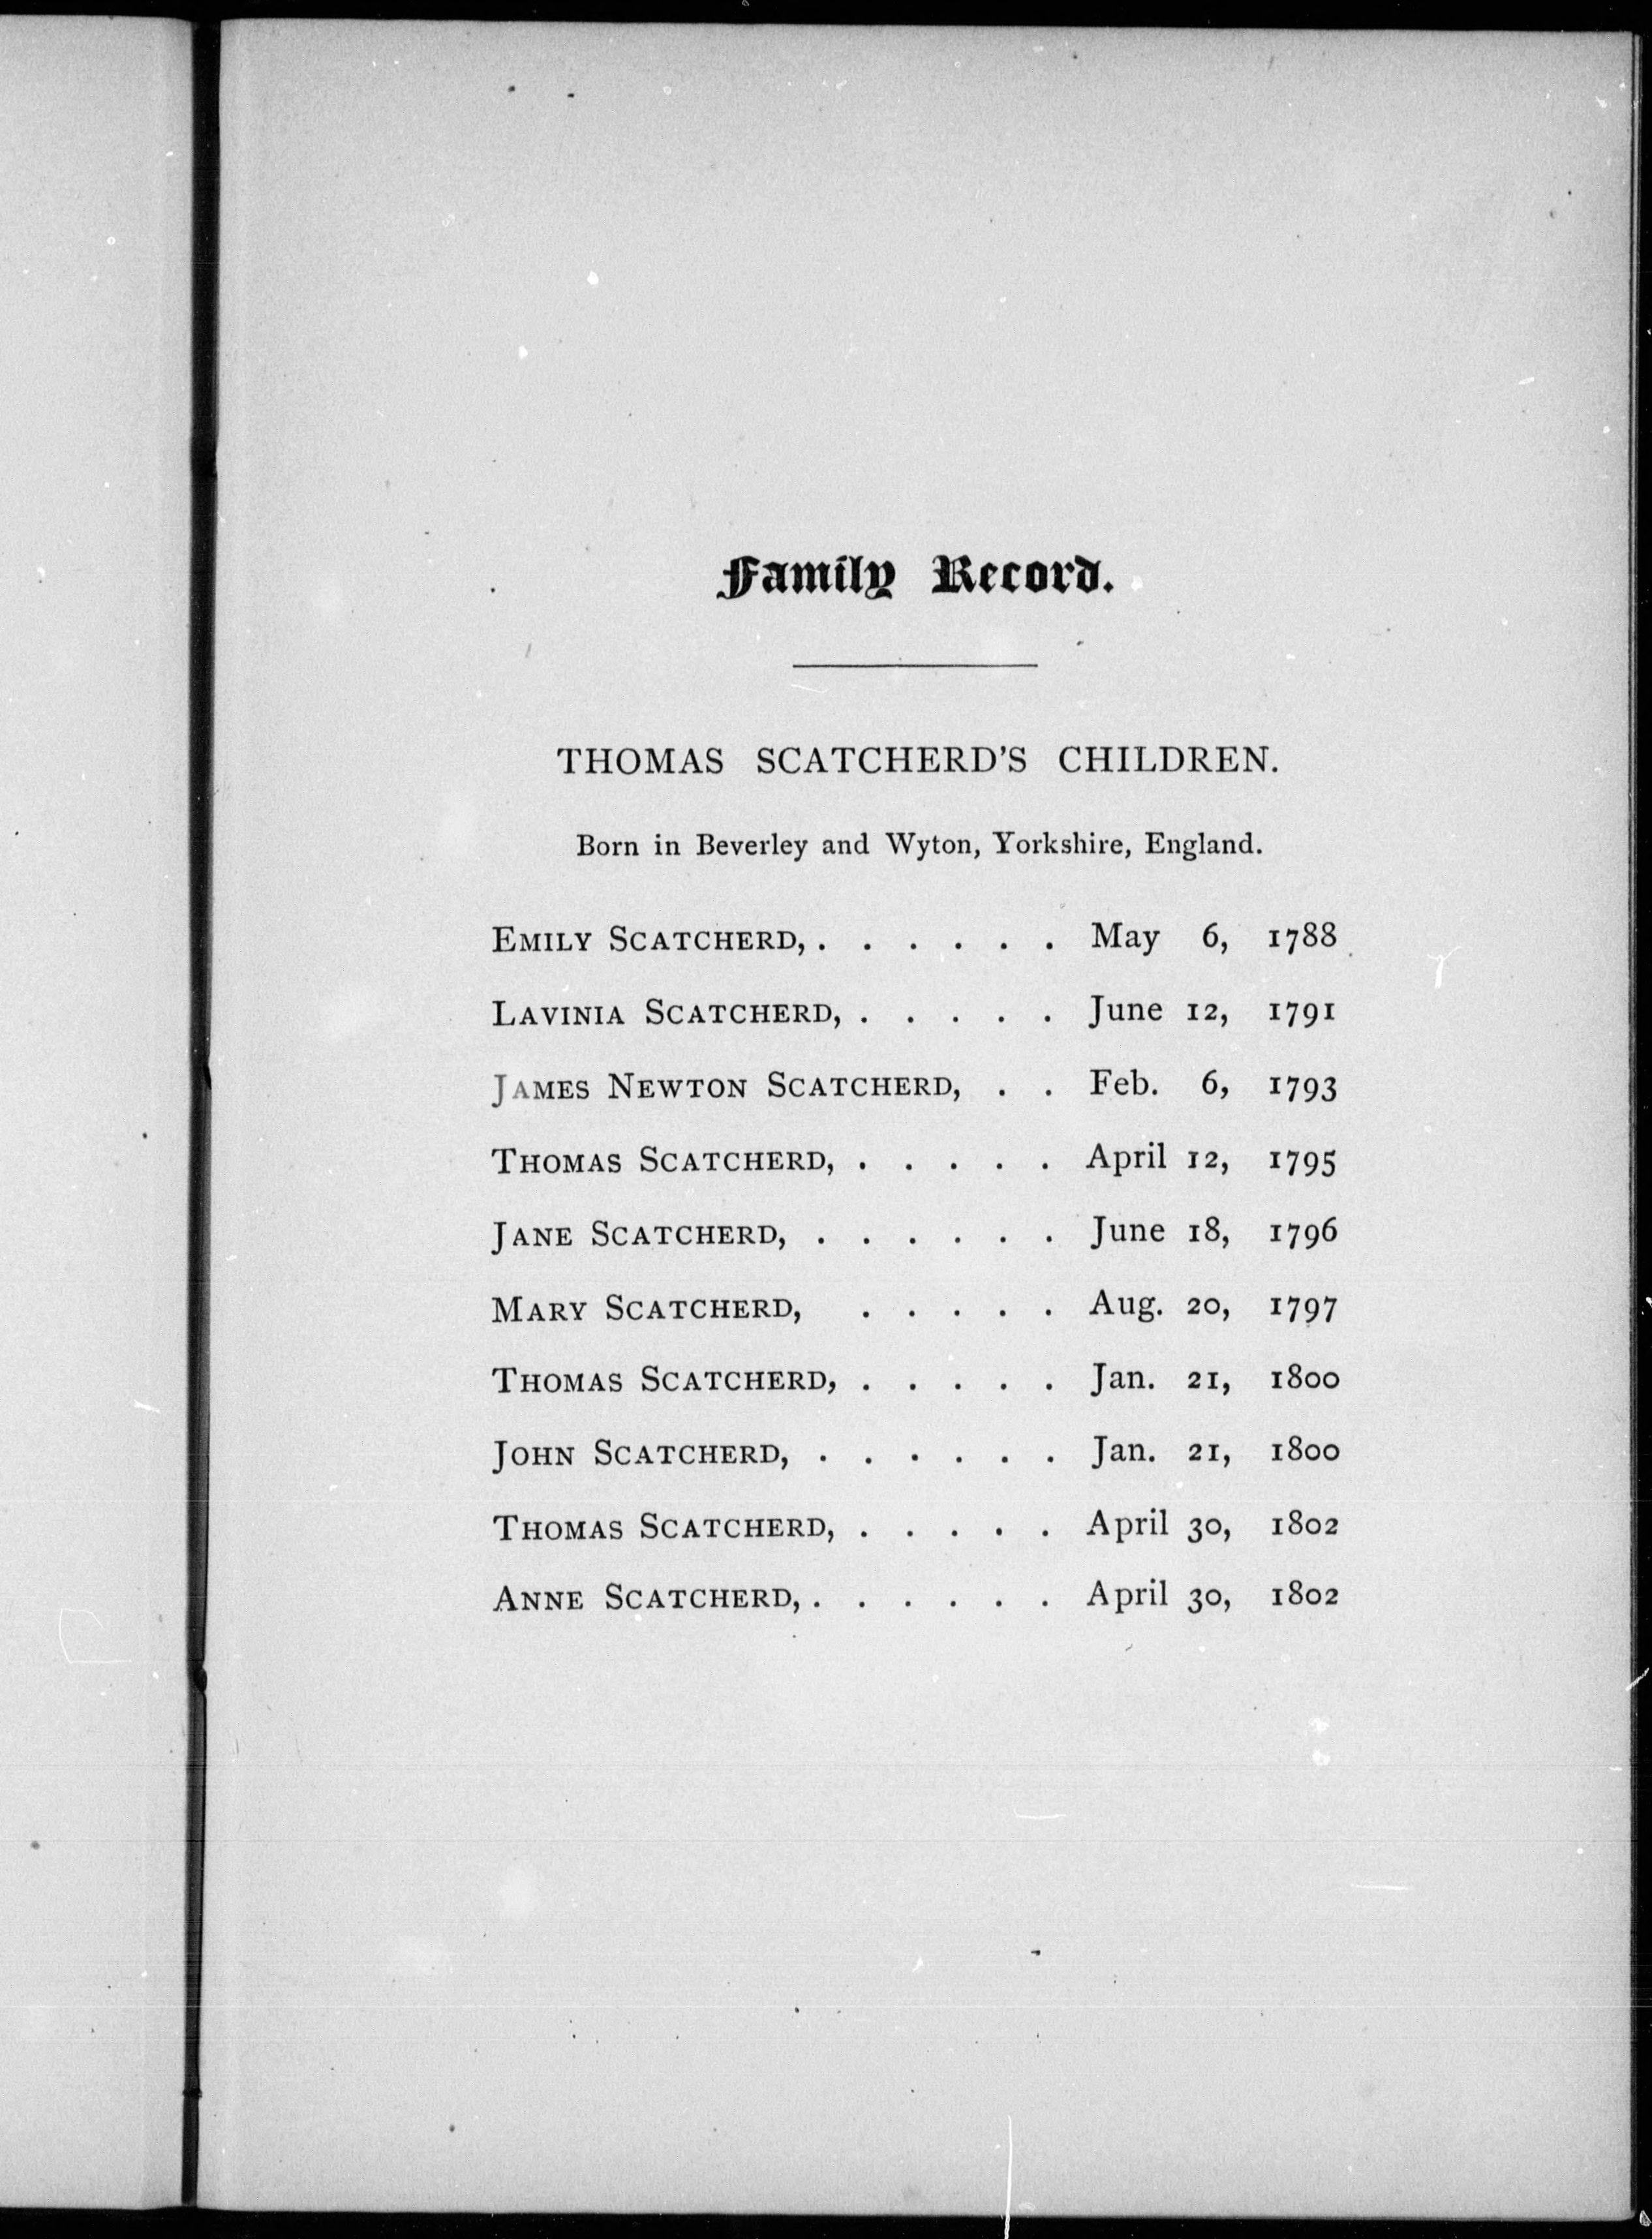 Family Record.
THOMAS SCATCHERD'S CHILDREN.
Born in Beverley and Wyton, Yorkshire, England.
EMILY SCATCHERD, . . . . . . May 6, 1788
LAVINIA SCATCHERD, . . . . . June 12, 1791
JAMES NEWTON SCATCHERD, . . Feb. 6, 1793
THOMAS SCATCHERD, . . . . . April 12, 1795
JANE SCATCHERD, . . . . . . June 18, 1796
MARY SCATCHERD, . . . . . Aug. 20, 1797
THOMAS SCATCHERD, . . . . . Jan. 21, 1800
JOHN SCATCHERD, . . . . . . Jan. 21, 1800
THOMAS SCATCHERD, . . . . . April 30, 1802
ANNE SCATCHERD, . . . . . . April 30, 1802